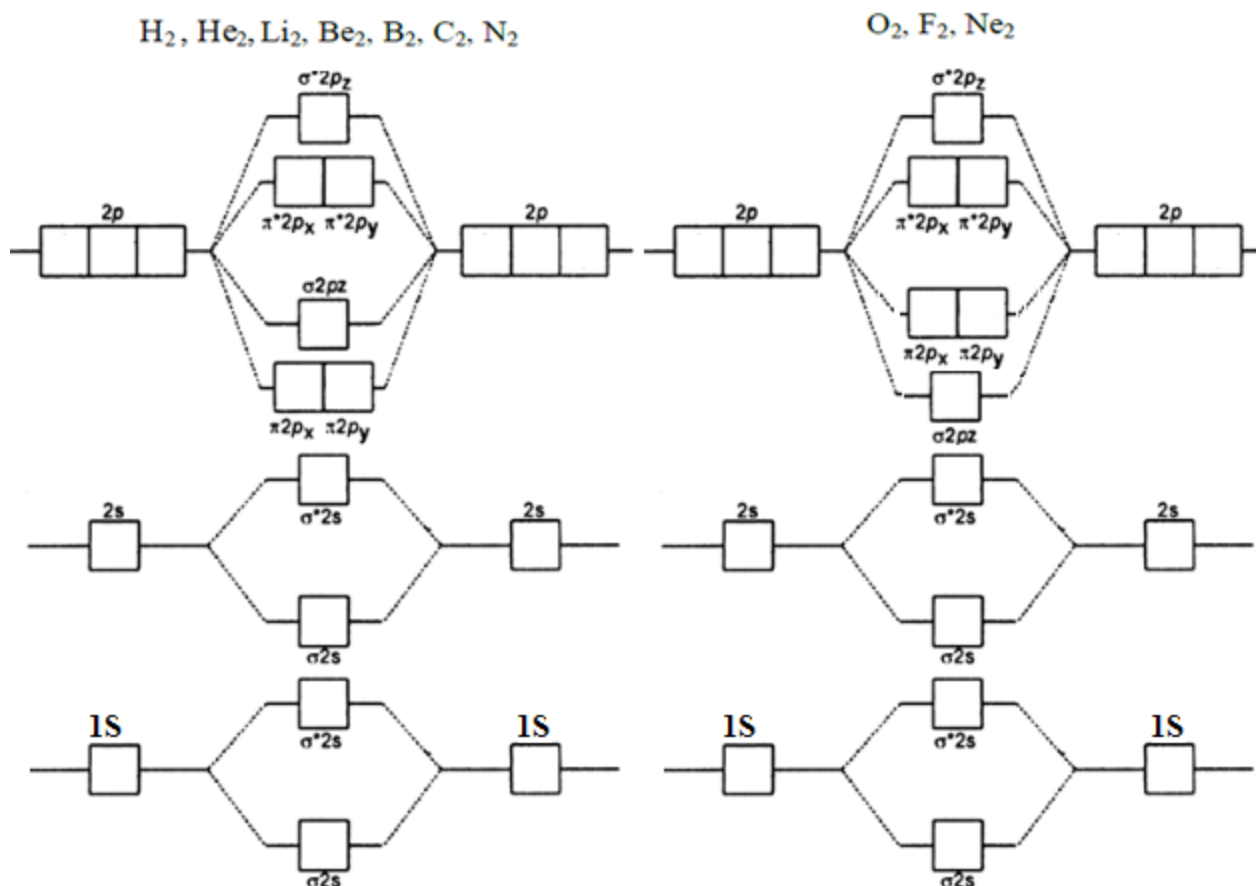 H₂, He₂, Li₂, Be₂, B₂, C₂, N₂
O₂, F₂, Ne₂
σ*2pz
σ*2pz
2p
π*2px π*2py
2p
2p
π*2px π*2py
2p
σ2pz
π2px π2py
π2px π2py
σ2pz
2s
σ*2s
2s
2s
σ*2s
2s
σ2s
σ2s
1S
σ*2s
1S
1S
σ*2s
1S
σ2s
σ2s